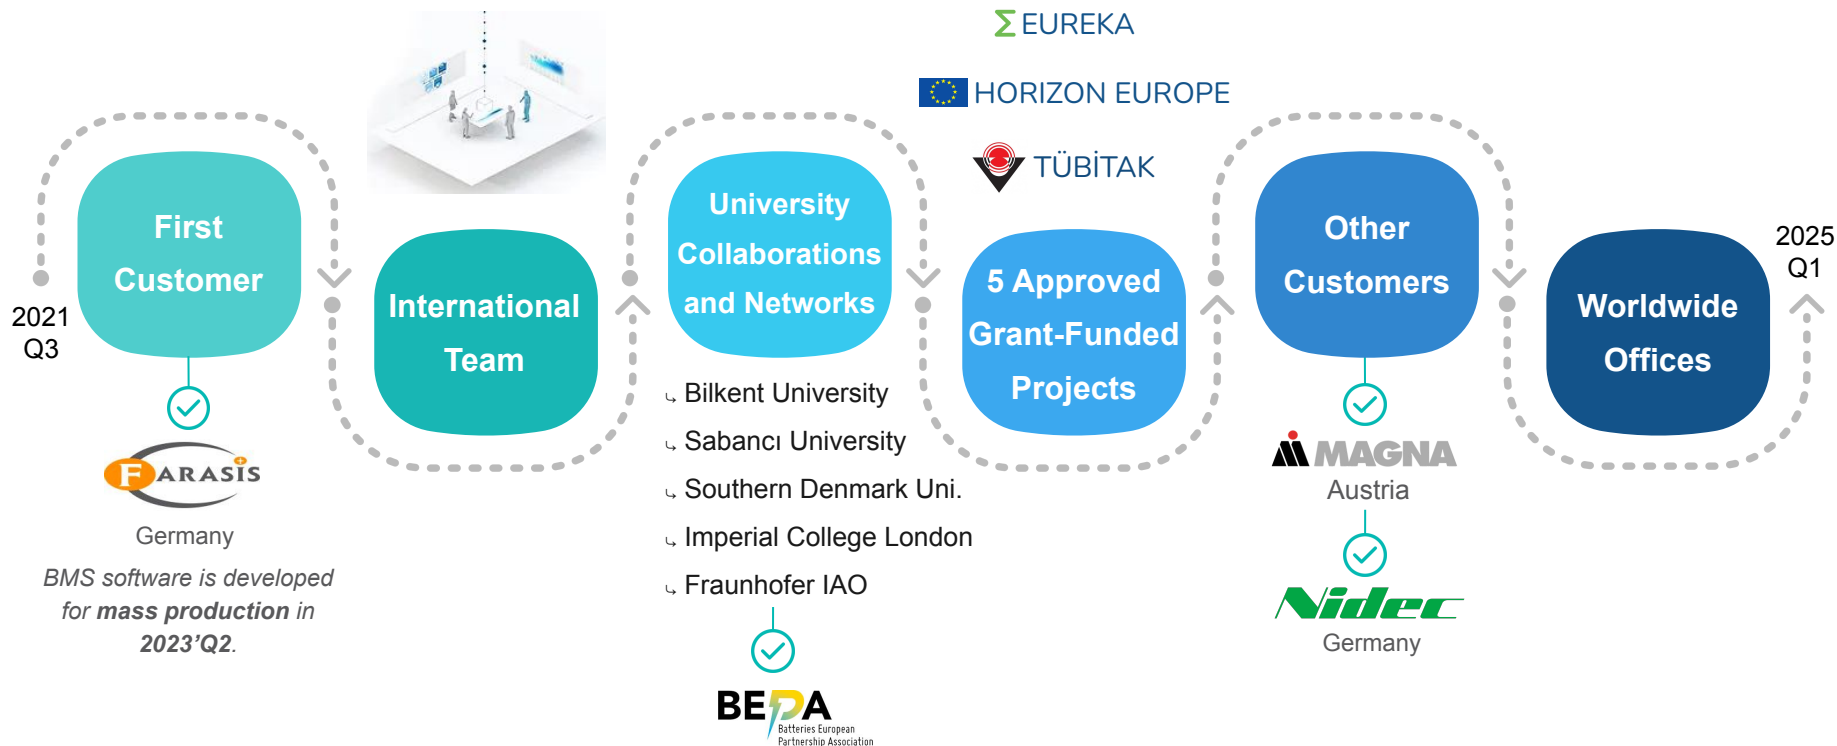 2021
Q3
First
Customer
FARASIS
Germany
BMS software is developed
for mass production in
2023'Q2.
International
Team
University
Collaborations
and Networks
⤷ Bilkent University
⤷ Sabancı University
⤷ Southern Denmark Uni.
⤷ Imperial College London
⤷ Fraunhofer IAO
BEPA
Batteries European
Partnership Association
EUREKA
HORIZON EUROPE
TÜBİTAK
5 Approved
Grant-Funded
Projects
Other
Customers
MAGNA
Austria
Nidec
Germany
Worldwide
Offices
2025
Q1